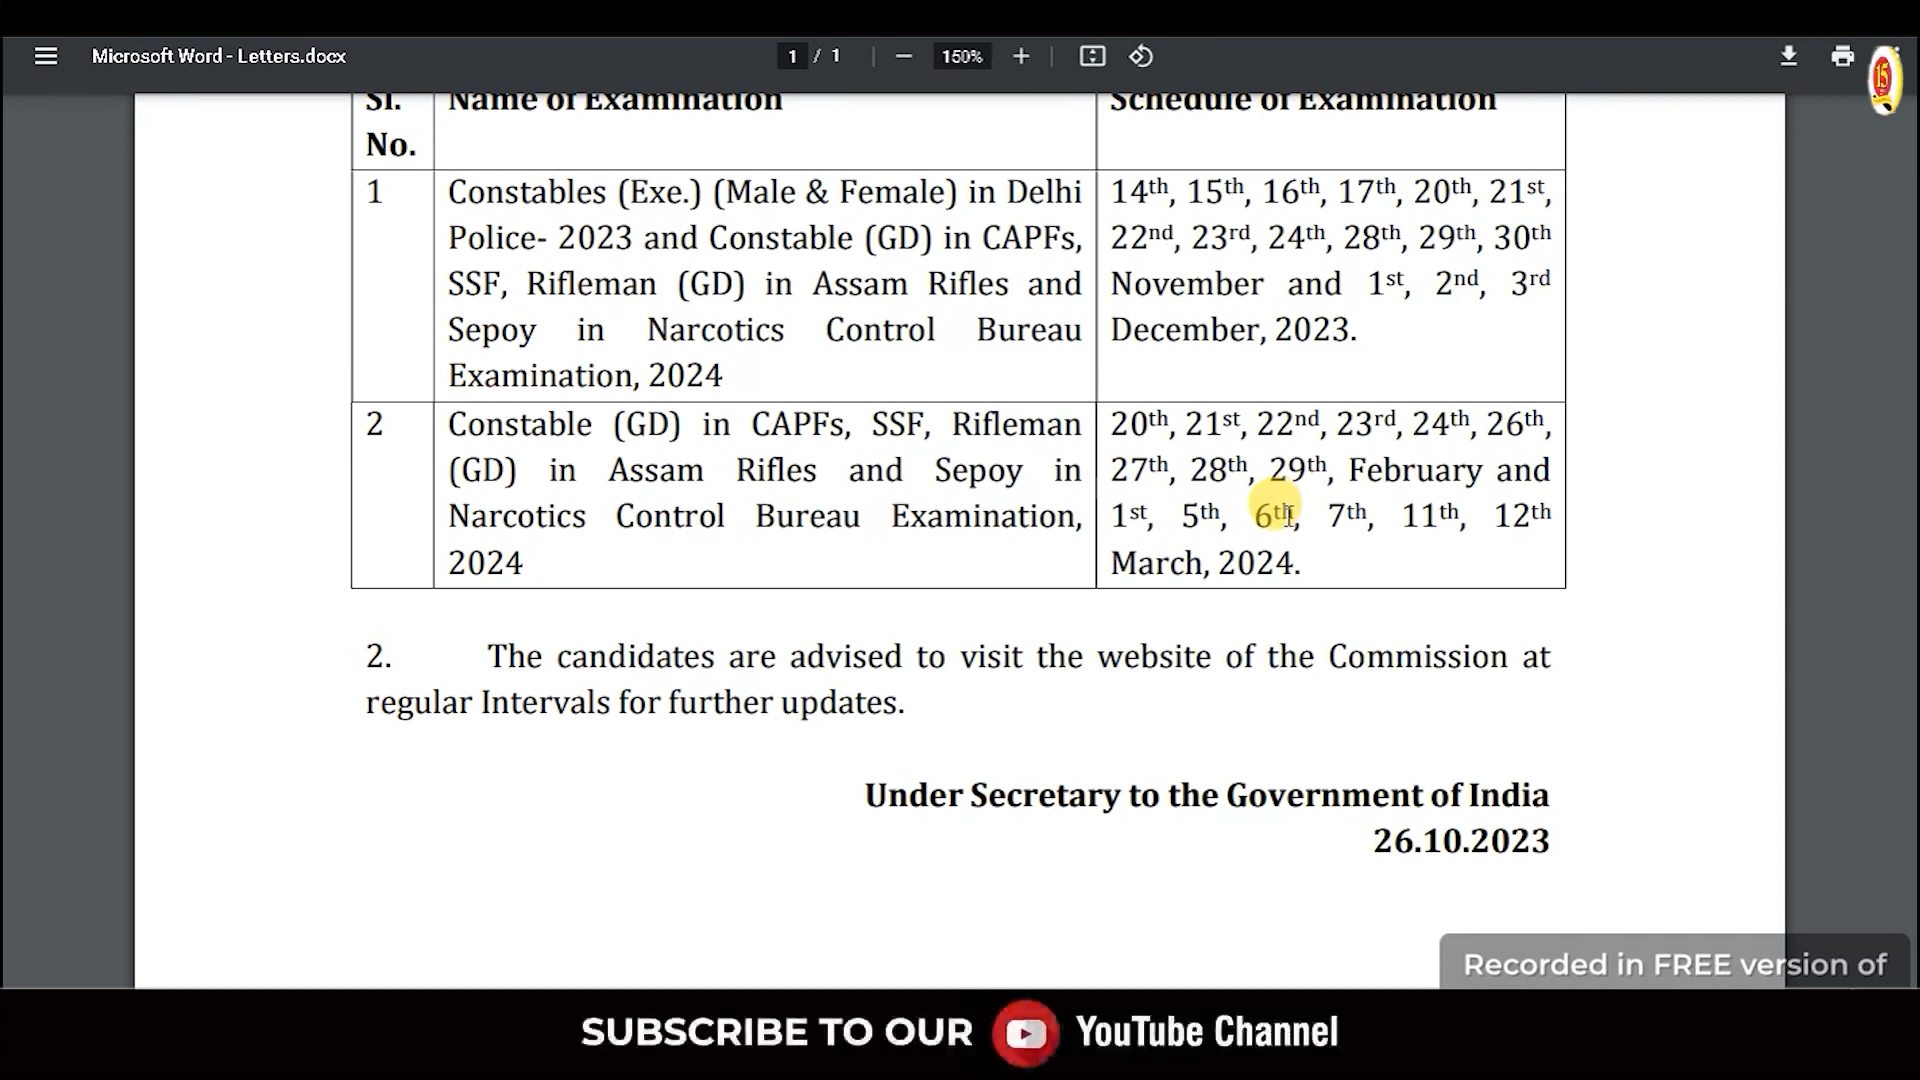 Microsoft Word - Letters.docx
1 / 1
150%
15
Sl. Name of Examination Schedule of Examination
No.
1 Constables (Exe.) (Male & Female) in Delhi 14th, 15th, 16th, 17th, 20th, 21st,
Police- 2023 and Constable (GD) in CAPFs, 22nd, 23rd, 24th, 28th, 29th, 30th
SSF, Rifleman (GD) in Assam Rifles and November and 1st, 2nd, 3rd
Sepoy in Narcotics Control Bureau December, 2023.
Examination, 2024
2 Constable (GD) in CAPFs, SSF, Rifleman 20th, 21st, 22nd, 23rd, 24th, 26th,
(GD) in Assam Rifles and Sepoy in 27th, 28th, 29th, February and
Narcotics Control Bureau Examination, 1st, 5th, 6th, 7th, 11th, 12th
2024 March, 2024.
2. The candidates are advised to visit the website of the Commission at
regular Intervals for further updates.
Under Secretary to the Government of India
26.10.2023
Recorded in FREE version of
SUBSCRIBE TO OUR YouTube Channel